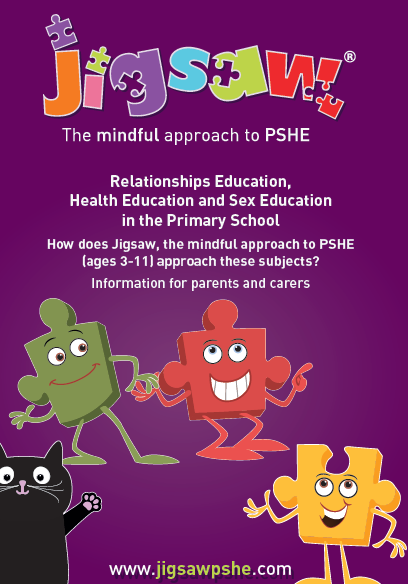 Jigsaw®
The mindful approach to PSHE
Relationships Education,
Health Education and Sex Education
in the Primary School
How does Jigsaw, the mindful approach to PSHE
(ages 3-11) approach these subjects?
Information for parents and carers
www.jigsawpshe.com